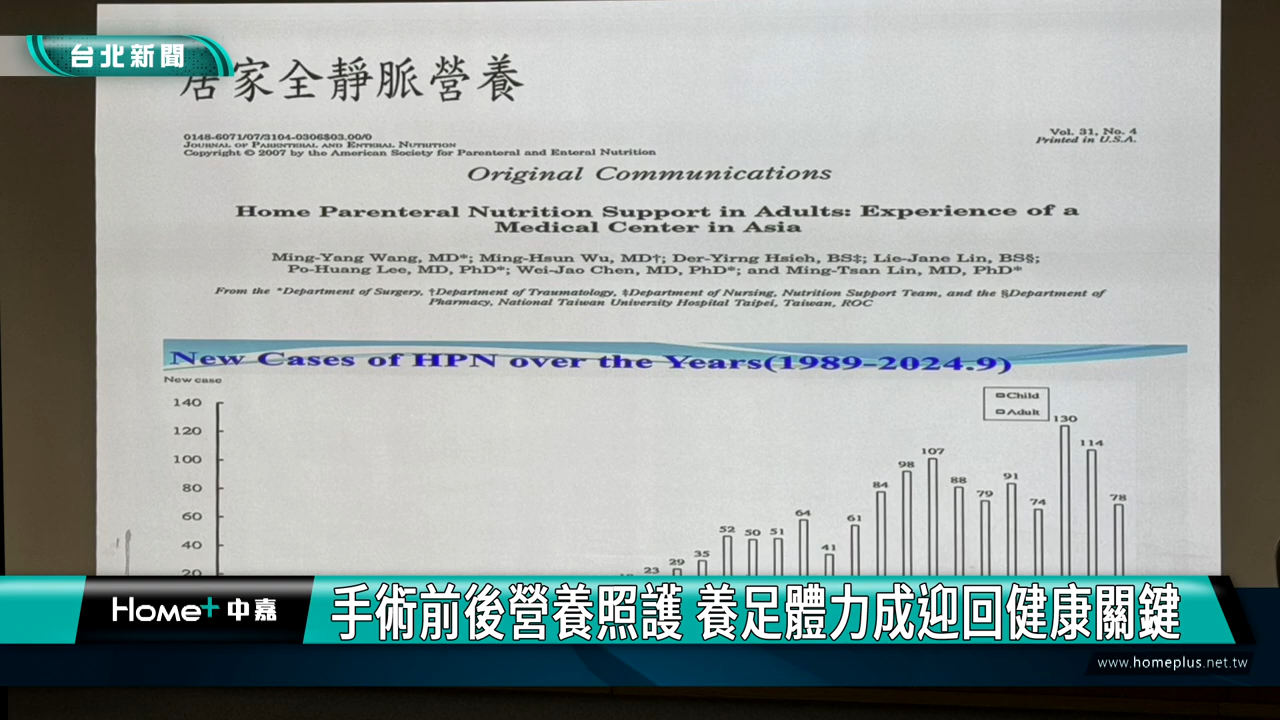 台北新聞
居家全靜脈營養
0148-6071/07/3104-0306$03.00/0
JOURNAL OF PARENTERAL AND ENTERAL NUTRITION
Copyright © 2007 by the American Society for Parenteral and Enteral Nutrition
Vol. 31, No. 4
Printed in U.S.A.
Original Communications
Home Parenteral Nutrition Support in Adults: Experience of a
Medical Center in Asia
Ming-Yang Wang, MD*; Ming-Hsun Wu, MD†; Der-Yirng Hsieh, BS‡; Lie-Jane Lin, BS§;
Po-Huang Lee, MD, PhD*; Wei-Jao Chen, MD, PhD*; and Ming-Tsan Lin, MD, PhD*
From the *Department of Surgery, †Department of Traumatology, ‡Department of Nursing, Nutrition Support Team, and the §Department of
Pharmacy, National Taiwan University Hospital Taipei, Taiwan, ROC
New Cases of HPN over the Years(1989-2024.9)
New case
Child
Adult
140
120
100
80
60
40
20
23
29
35
52
50
51
64
41
61
84
98
107
88
79
91
74
130
114
78
Home+ 中嘉
手術前後營養照護 養足體力成迎回健康關鍵
www.homeplus.net.tw